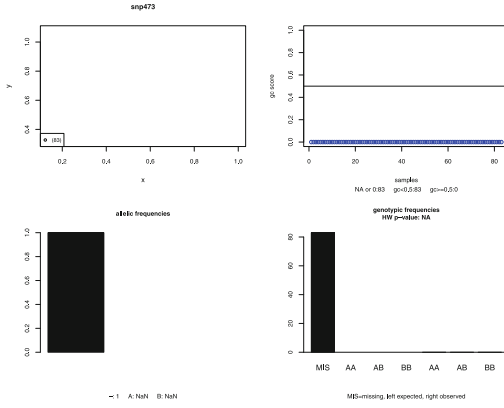 snp473
y
1,0
0,8
0,6
0,4
(83)
0,2 0,4 0,6 0,8 1,0
x
gc score
1,0
0,8
0,6
0,4
0,2
0,0
0 20 40 60 80
samples
NA or 0:83 gc<0,5:83 gc>=0,5:0
allelic frequencies
1,0
0,8
0,6
0,4
0,2
0,0
-: 1 A: NaN B: NaN
genotypic frequencies
HW p-value: NA
80
60
40
20
0
MIS AA AB BB AA AB BB
MIS=missing, left expected, right observed